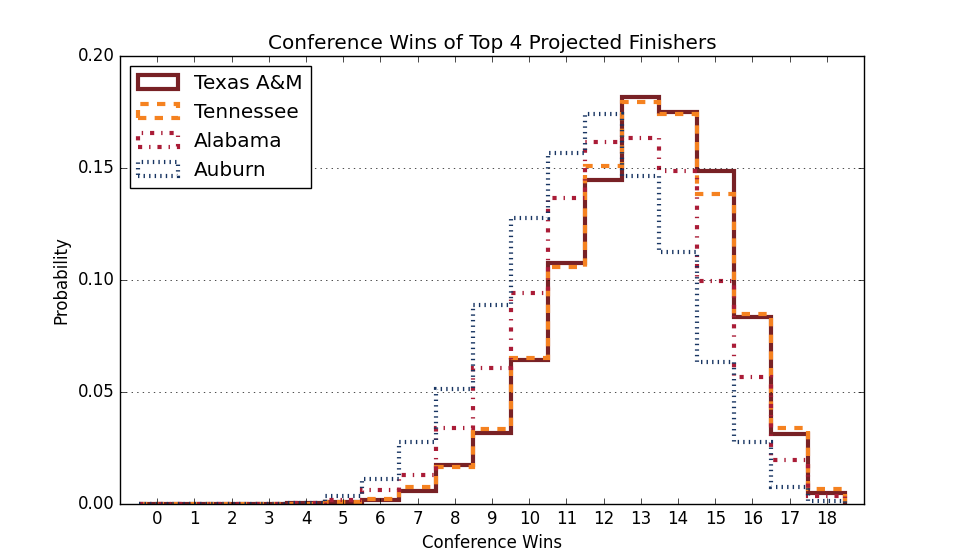 Conference Wins of Top 4 Projected Finishers
0.20
0.15
0.10
0.05
0.00
Probability
Texas A&M
Tennessee
Alabama
Auburn
0 1 2 3 4 5 6 7 8 9 10 11 12 13 14 15 16 17 18
Conference Wins